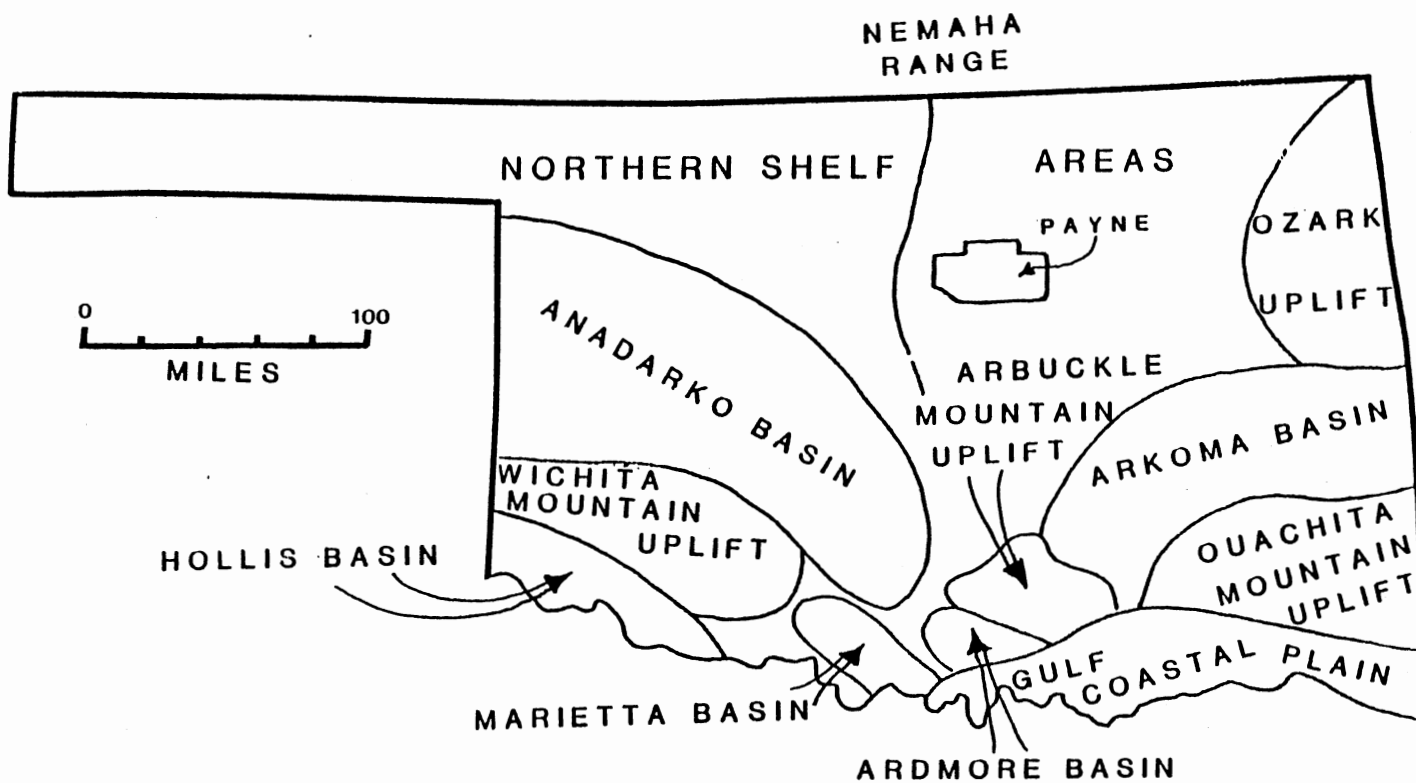 NEMAHA
RANGE
NORTHERN SHELF AREAS
PAYNE
OZARK
UPLIFT
0 100
MILES
ANADARKO BASIN
ARBUCKLE
MOUNTAIN
UPLIFT
ARKOMA BASIN
WICHITA
MOUNTAIN
UPLIFT
HOLLIS BASIN
OUACHITA
MOUNTAIN
UPLIFT
GULF
COASTAL PLAIN
MARIETTA BASIN
ARDMORE BASIN